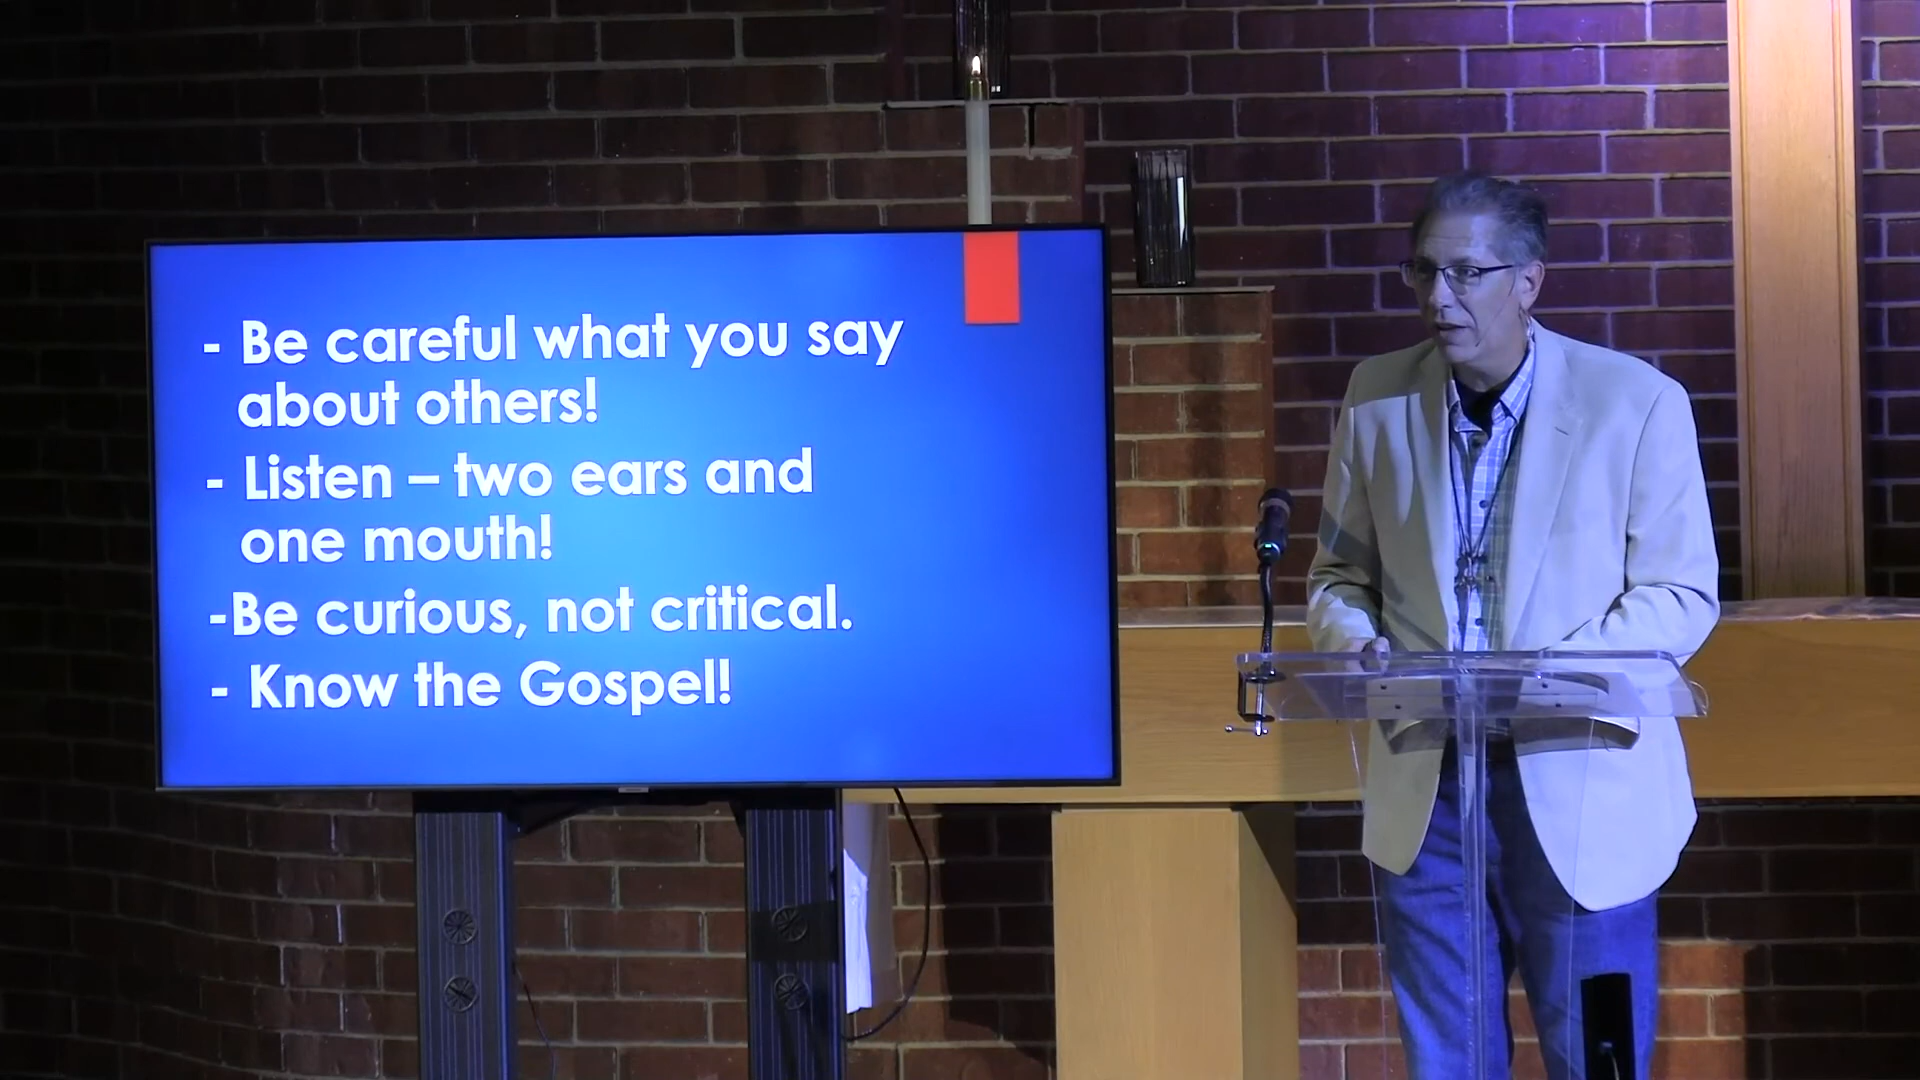 - Be careful what you say
about others!
- Listen – two ears and
one mouth!
-Be curious, not critical.
- Know the Gospel!